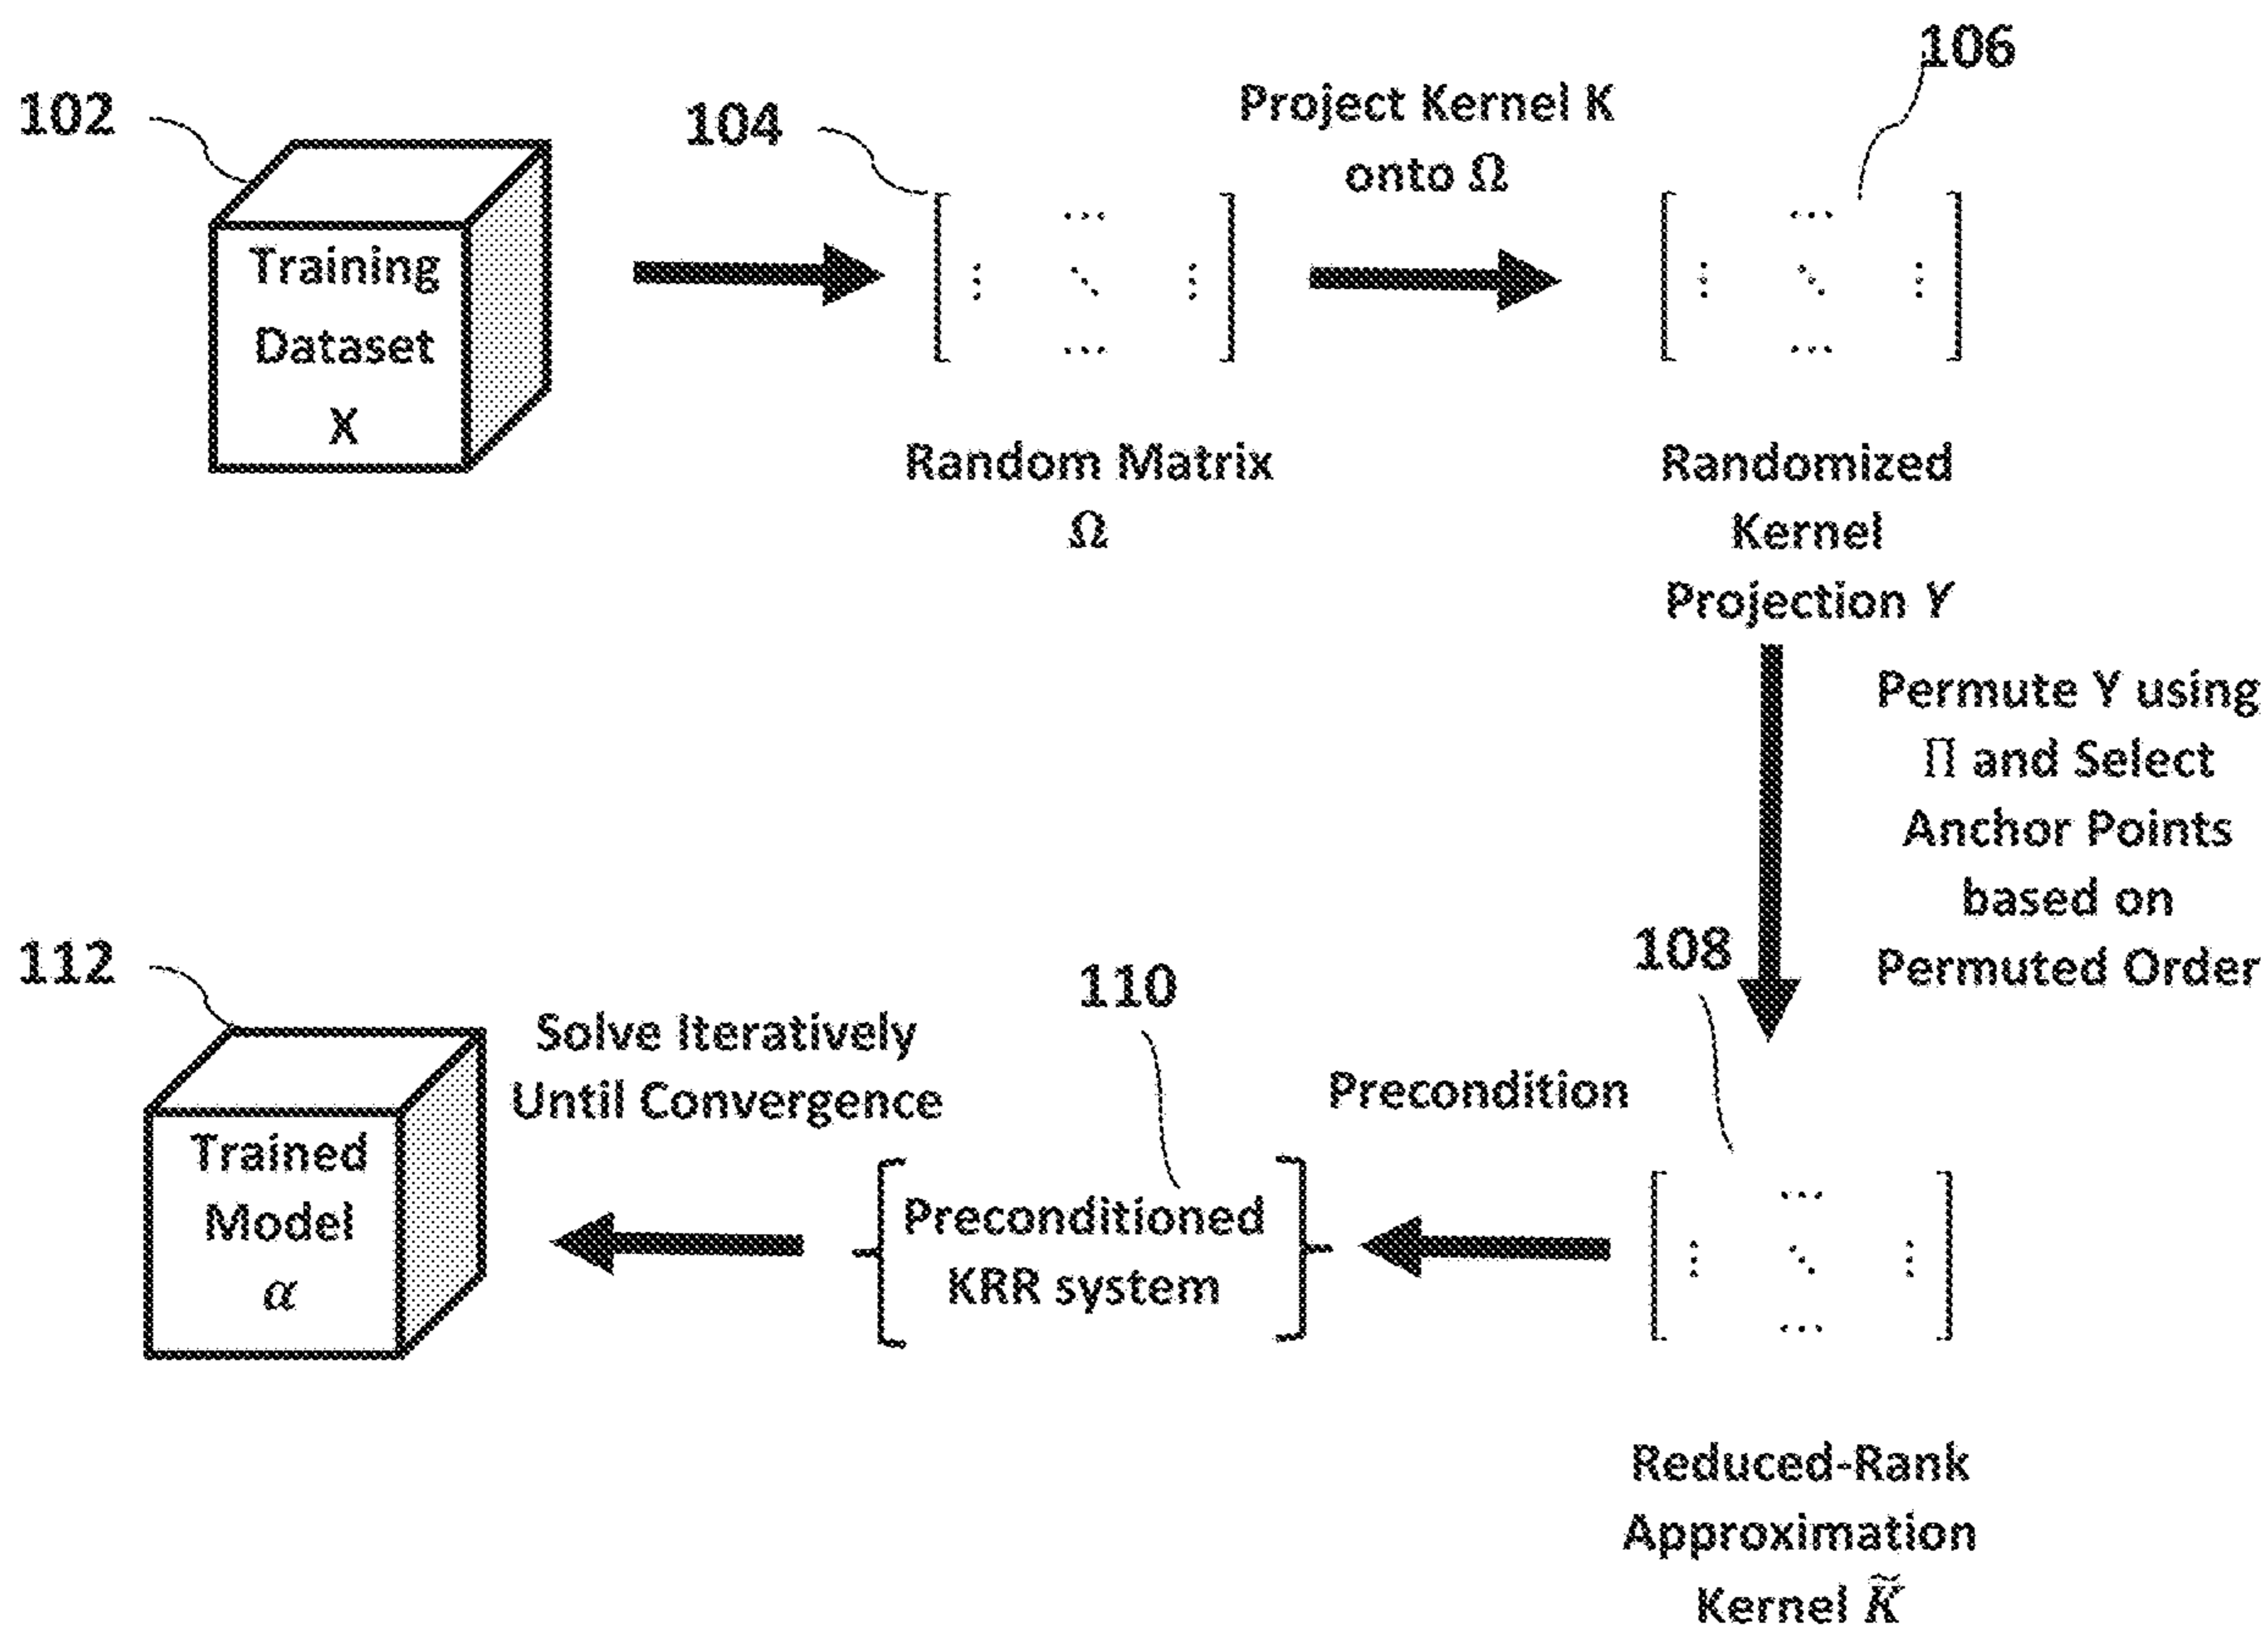 106
102
104
Project Kernel K
onto Ω
Training
Dataset
X
Random Matrix
Ω
Randomized
Kernel
Projection Y
Permute Y using
Π and Select
Anchor Points
based on
Permuted Order
108
112
110
Solve Iteratively
Until Convergence
Precondition
Trained
Model
α
Preconditioned
KRR system
Reduced-Rank
Approximation
Kernel K̃